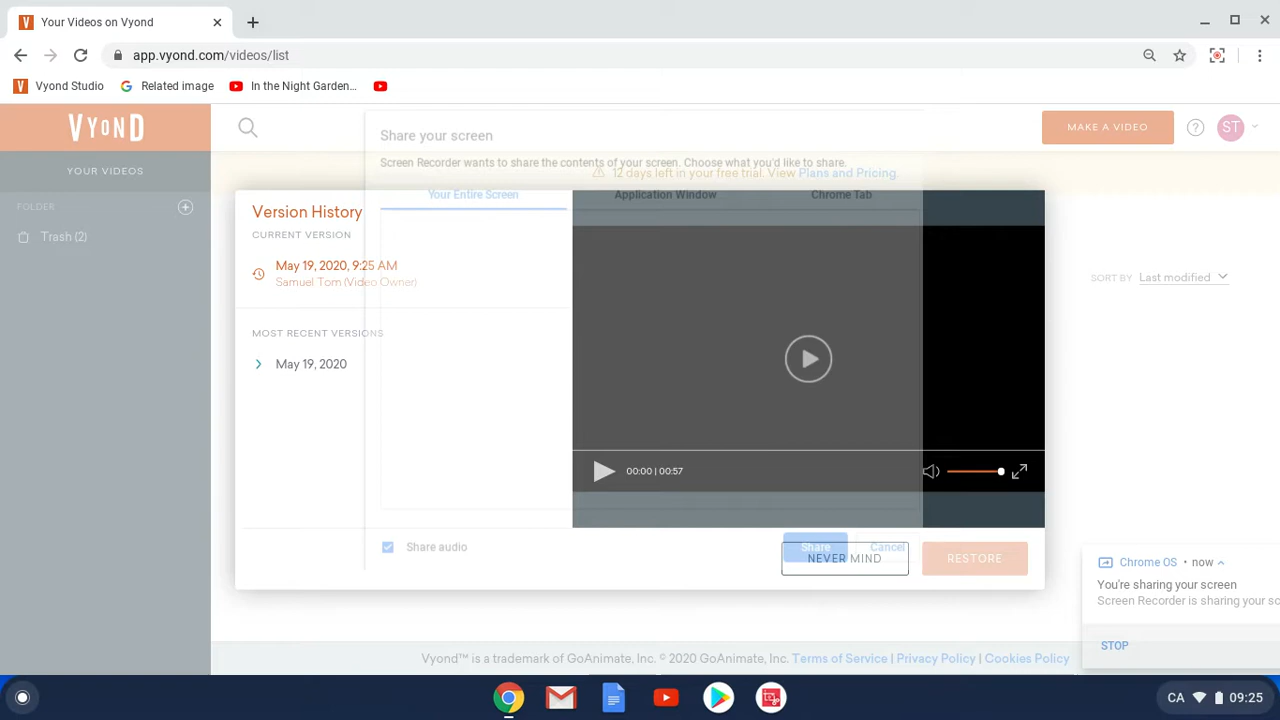 Your Videos on Vyond
app.vyond.com/videos/list
Vyond Studio
Related image
In the Night Garden...
VYOND
MAKE A VIDEO
ST
YOUR VIDEOS
Share your screen
Screen Recorder wants to share the contents of your screen. Choose what you'd like to share.
12 days left in your free trial. View Plans and Pricing.
Your Entire Screen
Application Window
Chrome Tab
FOLDER
Trash (2)
Version History
CURRENT VERSION
May 19, 2020, 9:25 AM
Samuel Tom (Video Owner)
SORT BY Last modified
MOST RECENT VERSIONS
May 19, 2020
00:00 | 00:57
Share audio
Share
Cancel
NEVER MIND
RESTORE
Chrome OS • now
You're sharing your screen
Screen Recorder is sharing your sc
STOP
Vyond™ is a trademark of GoAnimate, Inc. © 2020 GoAnimate, Inc. Terms of Service | Privacy Policy | Cookies Policy
CA
09:25